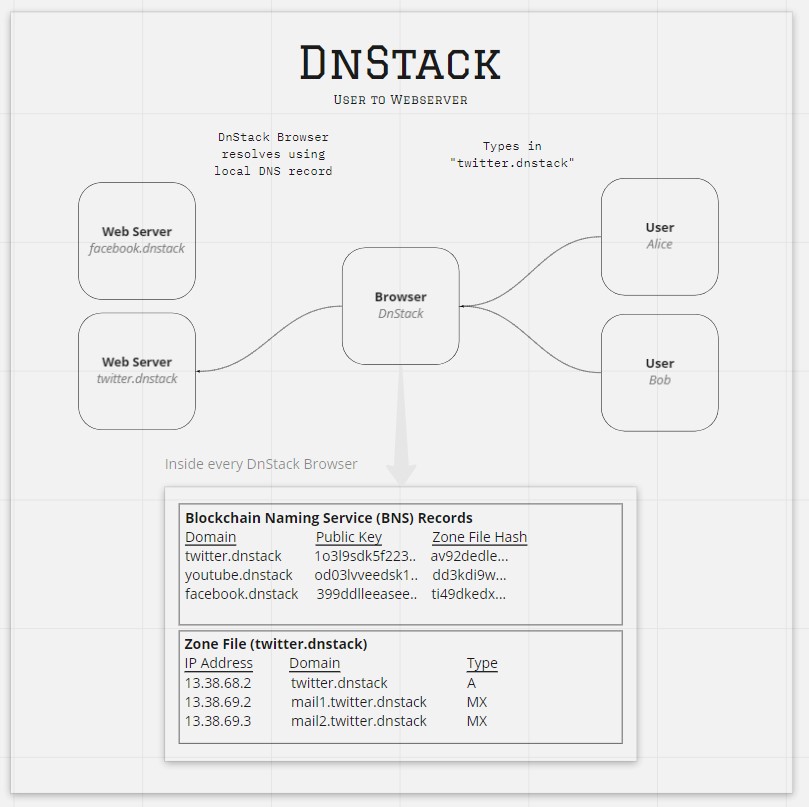 DnStack
User to Webserver
DnStack Browser
resolves using
local DNS record
Types in
"twitter.dnstack"
Web Server
facebook.dnstack
User
Alice
Browser
DnStack
Web Server
twitter.dnstack
User
Bob
Inside every DnStack Browser
Blockchain Naming Service (BNS) Records
Domain Public Key Zone File Hash
twitter.dnstack 1o3l9sdk5f223.. av92dedle...
youtube.dnstack od03lvveedsk1.. dd3kdi9w...
facebook.dnstack 399ddlleeasee.. ti49dkedx...
Zone File (twitter.dnstack)
IP Address Domain Type
13.38.68.2 twitter.dnstack A
13.38.69.2 mail1.twitter.dnstack MX
13.38.69.3 mail2.twitter.dnstack MX